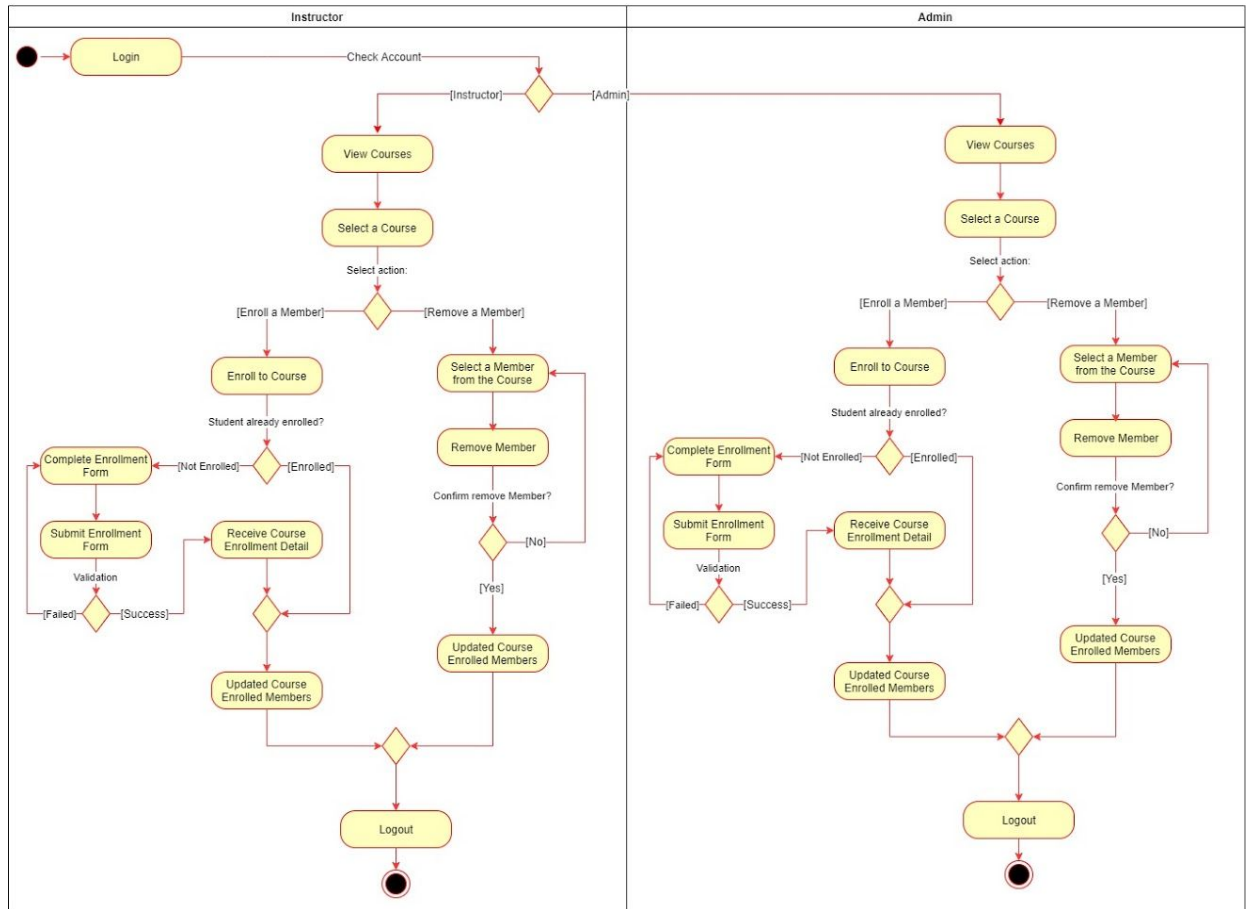 Instructor
Admin
Login
Check Account
[Instructor]
[Admin]
View Courses
Select a Course
Select action:
[Enroll a Member]
[Remove a Member]
Enroll to Course
Select a Member
from the Course
Student already enrolled?
Remove Member
Complete Enrollment
Form
[Not Enrolled]
[Enrolled]
Confirm remove Member?
Submit Enrollment
Form
Receive Course
Enrollment Detail
[No]
Validation
[Yes]
[Failed]
[Success]
Updated Course
Enrolled Members
Updated Course
Enrolled Members
Logout
View Courses
Select a Course
Select action:
[Enroll a Member]
[Remove a Member]
Enroll to Course
Select a Member
from the Course
Student already enrolled?
Remove Member
Complete Enrollment
Form
[Not Enrolled]
[Enrolled]
Confirm remove Member?
Submit Enrollment
Form
Receive Course
Enrollment Detail
[No]
Validation
[Yes]
[Failed]
[Success]
Updated Course
Enrolled Members
Updated Course
Enrolled Members
Logout